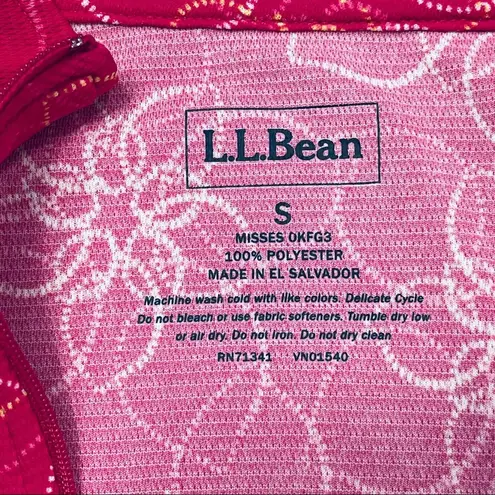 L.L.Bean
S
MISSES 0KFG3
100% POLYESTER
MADE IN EL SALVADOR
Machine wash cold with like colors. Delicate Cycle
Do not bleach or use fabric softeners. Tumble dry low
or air dry. Do not iron. Do not dry clean
RN71341 VN01540